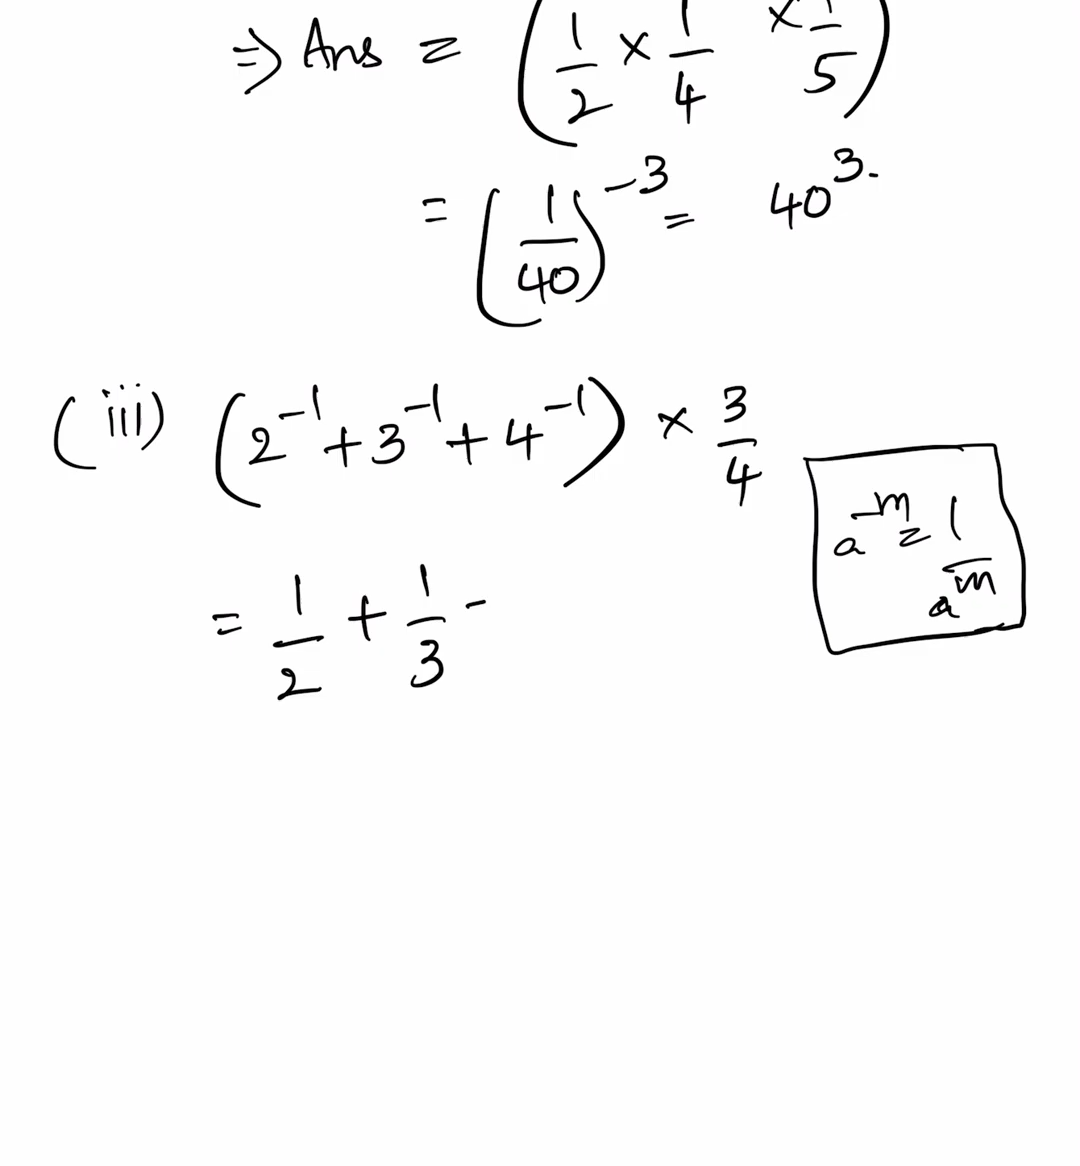 ⇒ Ans = (1/2 × 1/4 × 1/5)
= (1/40)^-3 = 40^3.
(iii) (2^-1 + 3^-1 + 4^-1) × 3/4
a^-m = 1/a^m
= 1/2 + 1/3 -